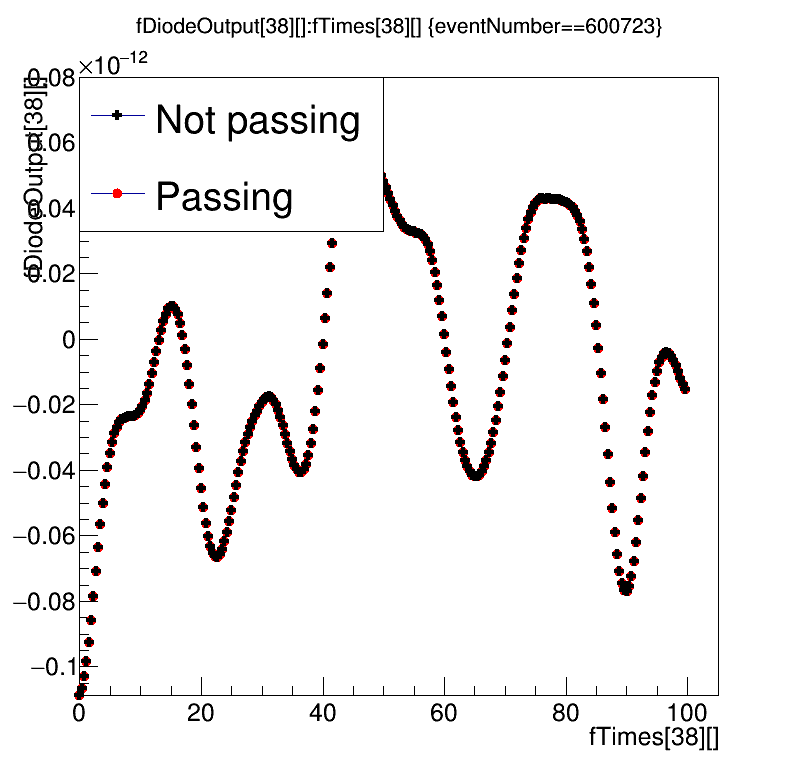 fDiodeOutput[38][]:fTimes[38][] {eventNumber==600723}
×10⁻¹²
fDiodeOutput[38][]
0.08
0.06
0.04
0.02
0
−0.02
−0.04
−0.06
−0.08
−0.1
Not passing
Passing
0 20 40 60 80 100
fTimes[38][]